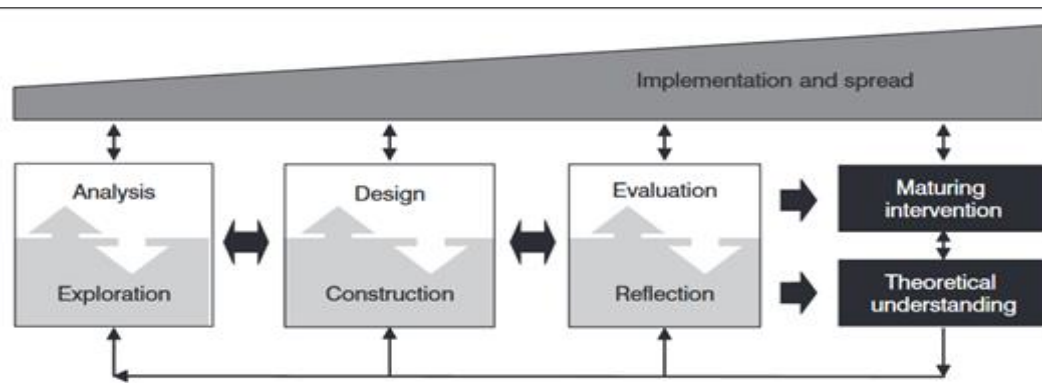 Implementation and spread
Analysis
Exploration
Design
Construction
Evaluation
Reflection
Maturing
intervention
Theoretical
understanding